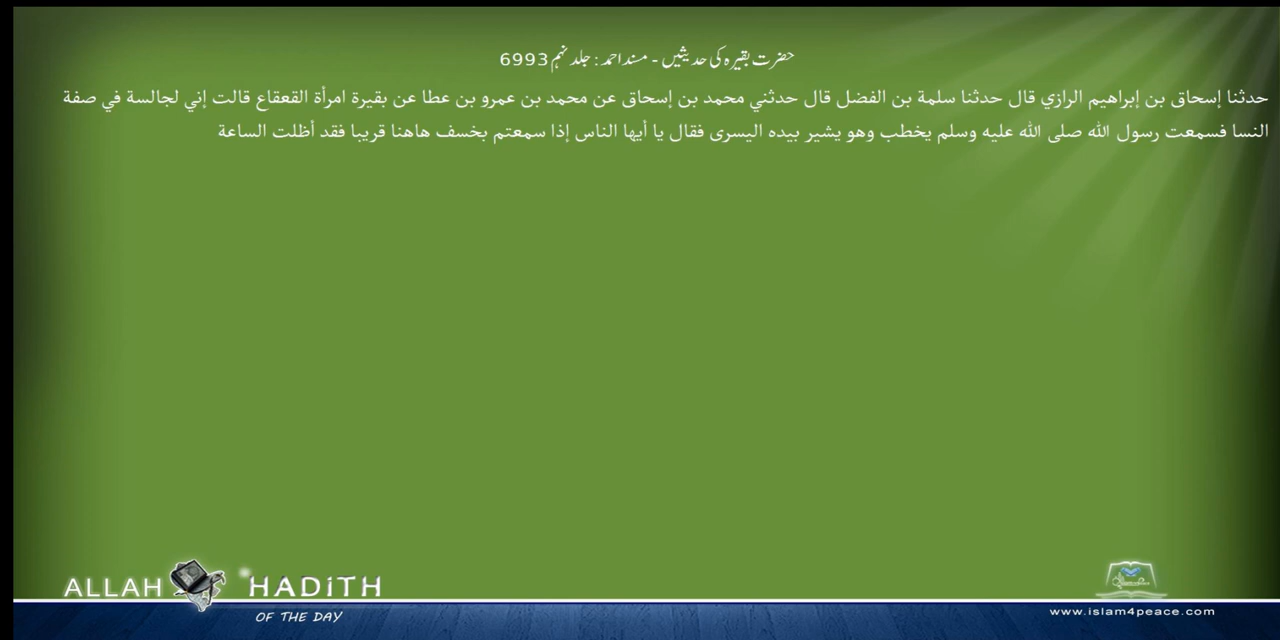 حضرت بقیرہ کی حدیثیں - مسند احمد : جلد نہم 6993
حدثنا إسحاق بن إبراهيم الرازي قال حدثنا سلمة بن الفضل قال حدثني محمد بن إسحاق عن محمد بن عمرو بن عطا عن بقيرة امرأة القعقاع قالت إني لجالسة في صفة
النسا فسمعت رسول الله صلى الله عليه وسلم يخطب وهو يشير بيده اليسرى فقال يا أيها الناس إذا سمعتم بخسف هاهنا قريبا فقد أظلت الساعة
ALLAH HADITH
OF THE DAY
www.islam4peace.com